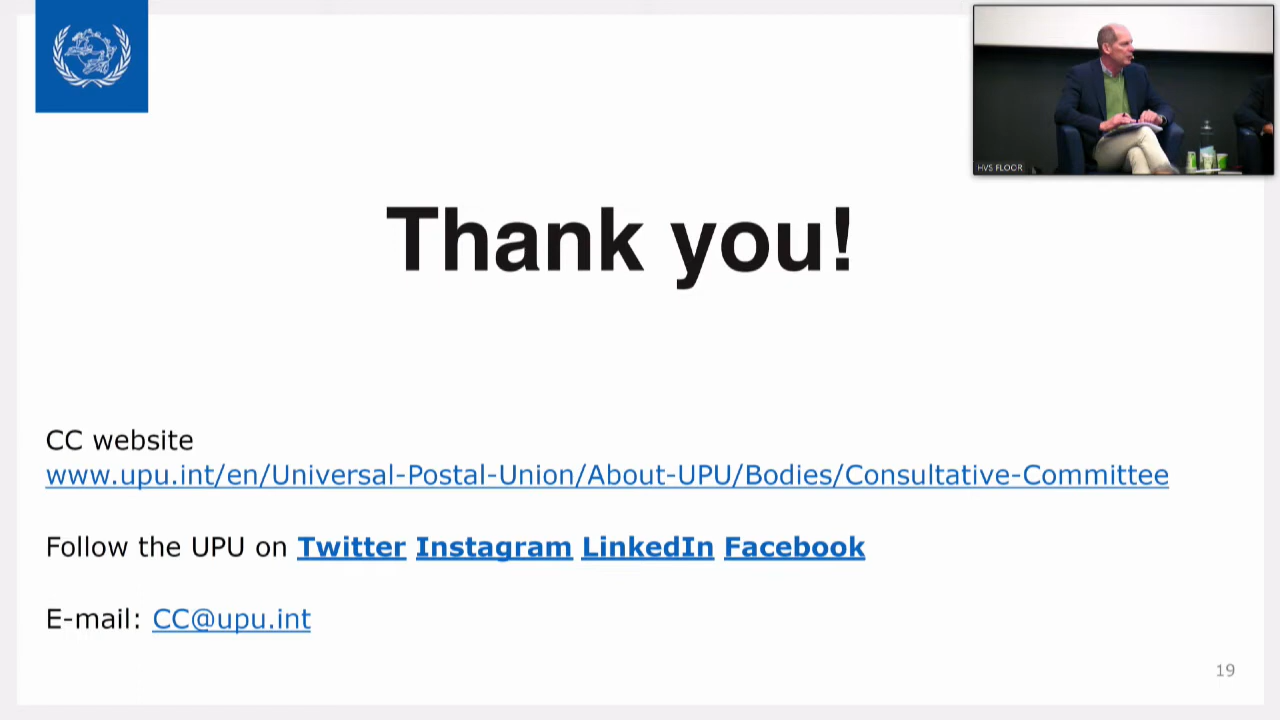 HVS FLOOR
Thank you!
CC website
www.upu.int/en/Universal-Postal-Union/About-UPU/Bodies/Consultative-Committee
Follow the UPU on Twitter Instagram LinkedIn Facebook
E-mail: CC@upu.int
19